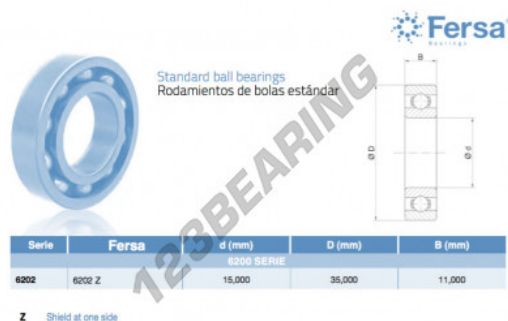 Fersa
Bearings
Standard ball bearings
Rodamientos de bolas estándar
B
Ø D
Ø d
123BEARING
Serie Fersa d (mm) D (mm) B (mm)
6200 SERIE
6202 6202 Z 15,000 35,000 11,000
Z Shield at one side